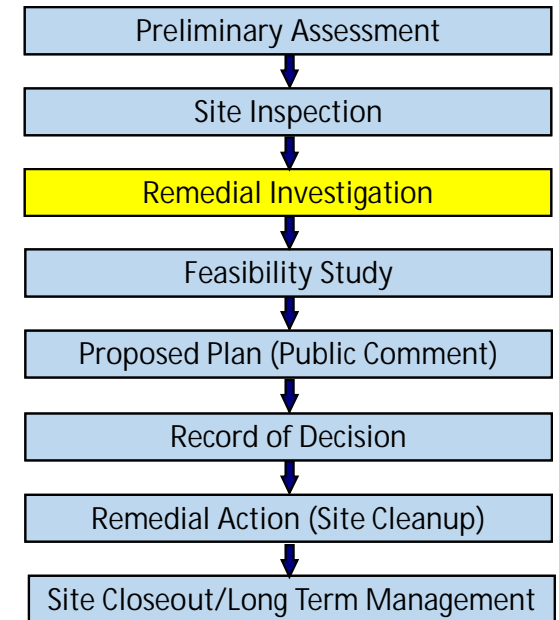 Preliminary Assessment
Site Inspection
Remedial Investigation
Feasibility Study
Proposed Plan (Public Comment)
Record of Decision
Remedial Action (Site Cleanup)
Site Closeout/Long Term Management